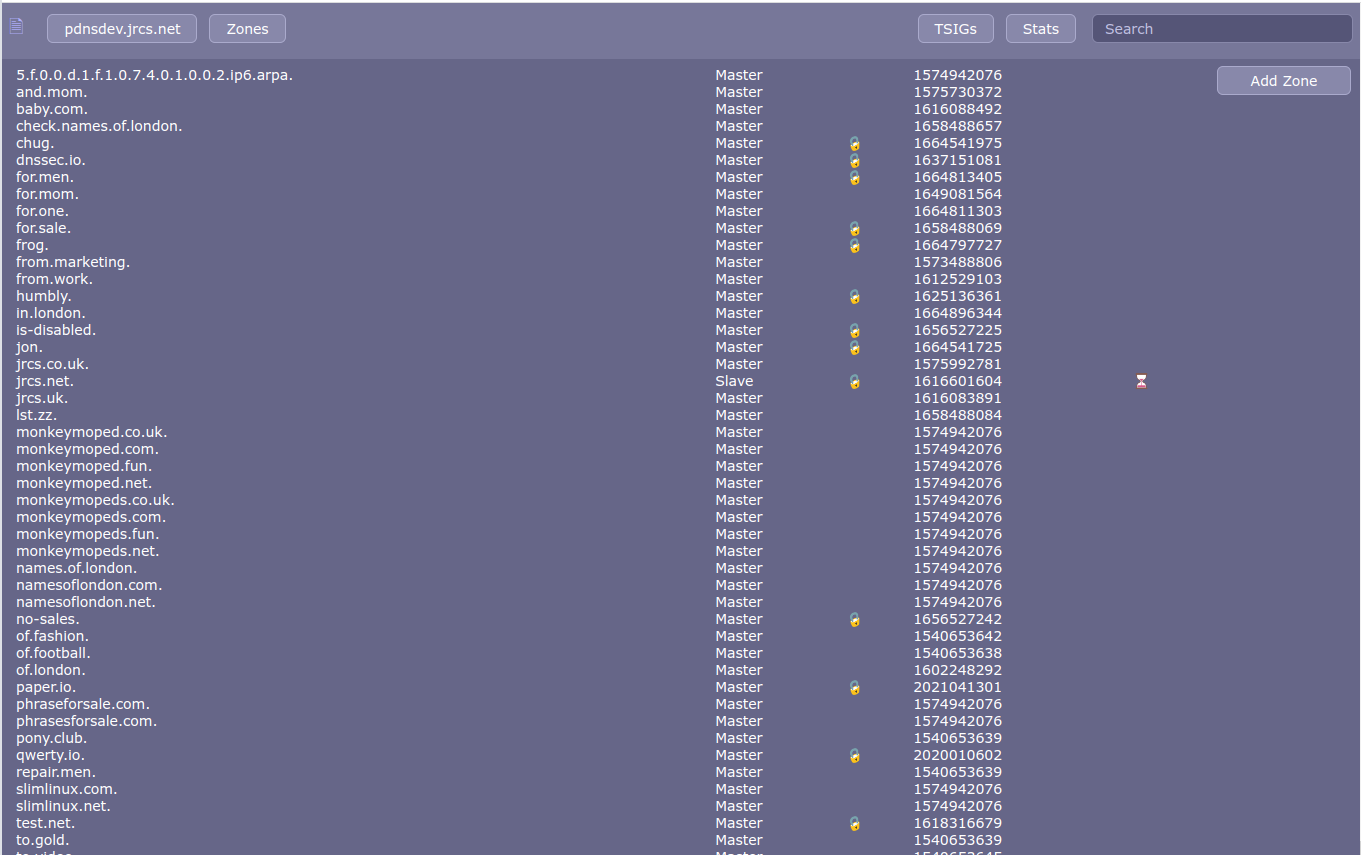 pdnsdev.jrcs.net Zones TSIGs Stats Search
Add Zone
5.f.0.0.d.1.f.1.0.7.4.0.1.0.0.2.ip6.arpa. Master 1574942076
and.mom. Master 1575730372
baby.com. Master 1616088492
check.names.of.london. Master 1658488657
chug. Master 1664541975
dnssec.io. Master 1637151081
for.men. Master 1664813405
for.mom. Master 1649081564
for.one. Master 1664811303
for.sale. Master 1658488069
frog. Master 1664797727
from.marketing. Master 1573488806
from.work. Master 1612529103
humbly. Master 1625136361
in.london. Master 1664896344
is-disabled. Master 1656527225
jon. Master 1664541725
jrcs.co.uk. Master 1575992781
jrcs.net. Slave 1616601604
jrcs.uk. Master 1616083891
lst.zz. Master 1658488084
monkeymoped.co.uk. Master 1574942076
monkeymoped.com. Master 1574942076
monkeymoped.fun. Master 1574942076
monkeymoped.net. Master 1574942076
monkeymopeds.co.uk. Master 1574942076
monkeymopeds.com. Master 1574942076
monkeymopeds.fun. Master 1574942076
monkeymopeds.net. Master 1574942076
names.of.london. Master 1574942076
namesoflondon.com. Master 1574942076
namesoflondon.net. Master 1574942076
no-sales. Master 1656527242
of.fashion. Master 1540653642
of.football. Master 1540653638
of.london. Master 1602248292
paper.io. Master 2021041301
phraseforsale.com. Master 1574942076
phrasesforsale.com. Master 1574942076
pony.club. Master 1540653639
qwerty.io. Master 2020010602
repair.men. Master 1540653639
slimlinux.com. Master 1574942076
slimlinux.net. Master 1574942076
test.net. Master 1618316679
to.gold. Master 1540653639